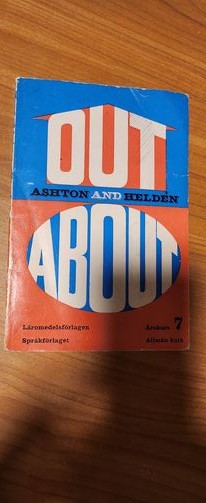 OUT
ASHTON AND HELDÉN
ABOUT
Läromedelsförlagen Årskurs 7
Språkförlaget Allmän kurs